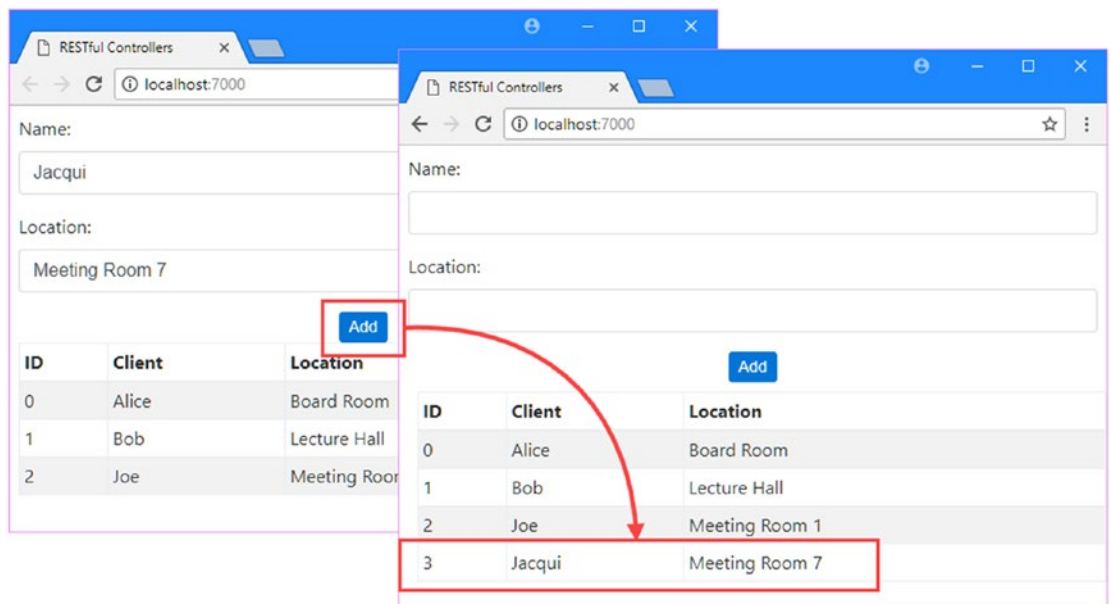 RESTful Controllers
localhost:7000
Name:
Jacqui
Location:
Meeting Room 7
Add
ID Client Location
0 Alice Board Room
1 Bob Lecture Hall
2 Joe Meeting
RESTful Controllers
localhost:7000
Name:
Location:
Add
ID Client Location
0 Alice Board Room
1 Bob Lecture Hall
2 Joe Meeting Room 1
3 Jacqui Meeting Room 7